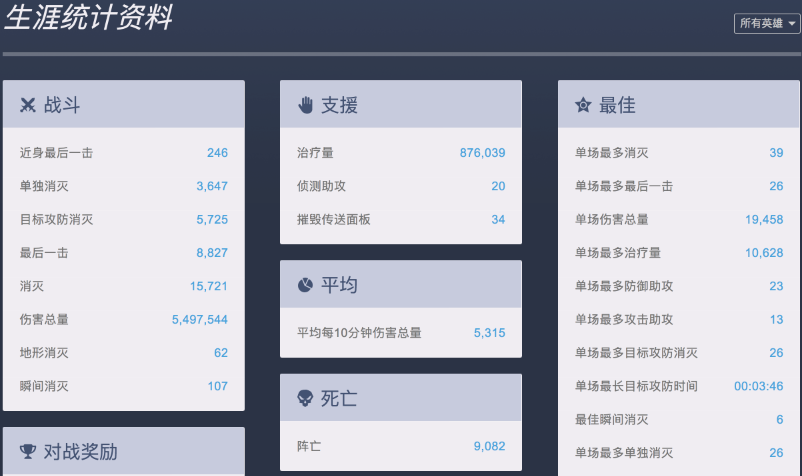 生涯统计资料
所有英雄
战斗
近身最后一击 246
单独消灭 3,647
目标攻防消灭 5,725
最后一击 8,827
消灭 15,721
伤害总量 5,497,544
地形消灭 62
瞬间消灭 107
对战奖励
支援
治疗量 876,039
侦测助攻 20
摧毁传送面板 34
平均
平均每10分钟伤害总量 5,315
死亡
阵亡 9,082
最佳
单场最多消灭 39
单场最多最后一击 26
单场伤害总量 19,458
单场最多治疗量 10,628
单场最多防御助攻 23
单场最多攻击助攻 13
单场最多目标攻防消灭 26
单场最长目标攻防时间 00:03:46
最佳瞬间消灭 6
单场最多单独消灭 26